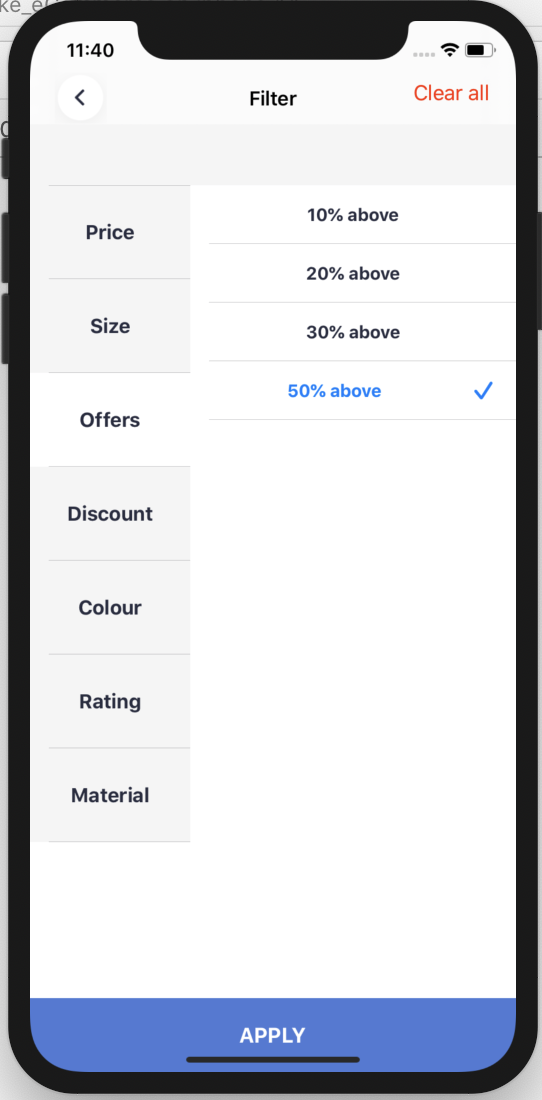 11:40
Filter
Clear all
Price
Size
Offers
Discount
Colour
Rating
Material
10% above
20% above
30% above
50% above
APPLY